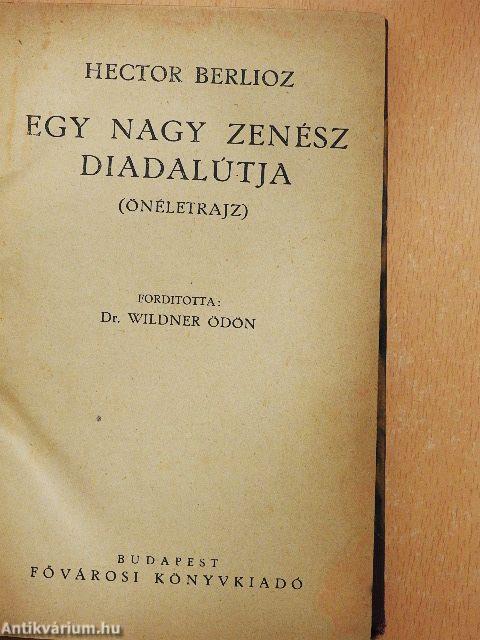 HECTOR BERLIOZ
EGY NAGY ZENÉSZ
DIADALÚTJA
(ÖNÉLETRAJZ)
FORDITOTTA:
Dr. WILDNER ÖDÖN
BUDAPEST
FŐVÁROSI KÖNYVKIADÓ
Antikvárium.hu